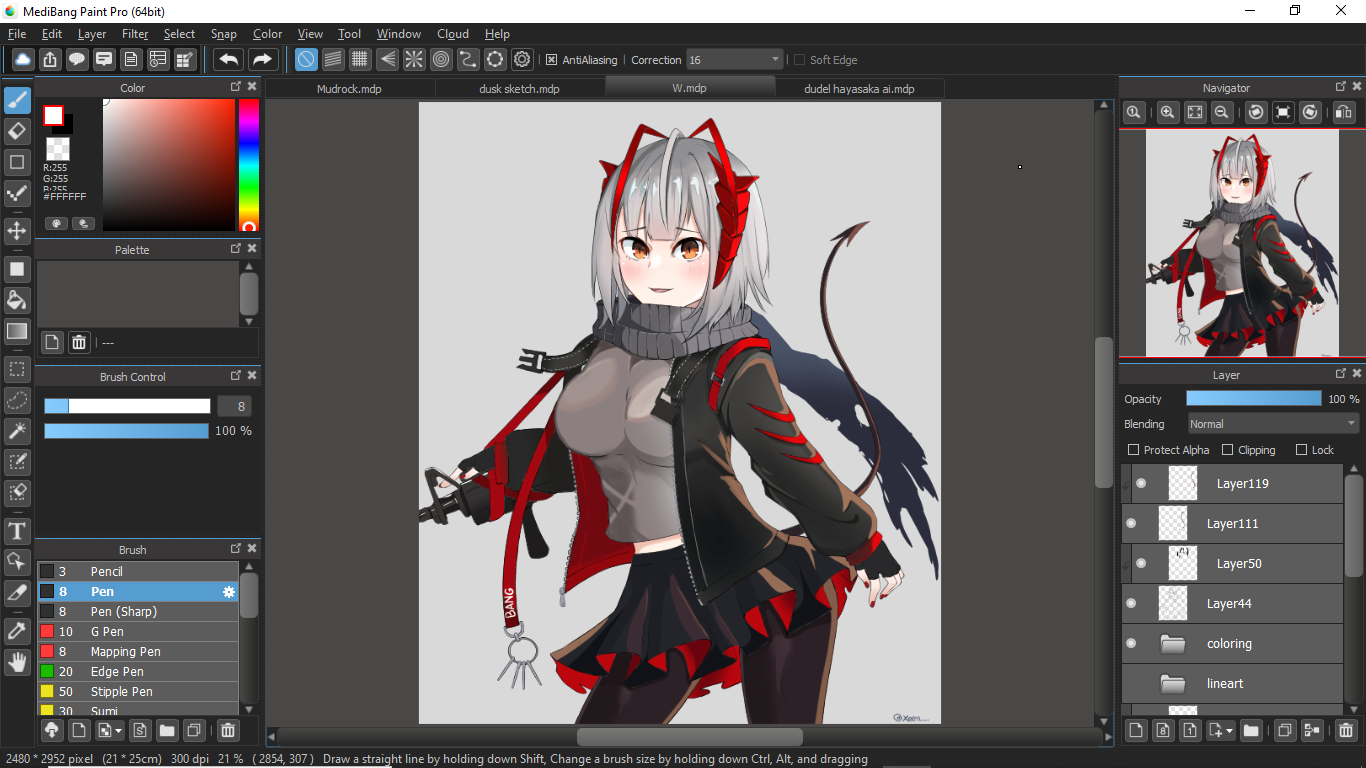 MediBang Paint Pro (64bit)
File Edit Layer Filter Select Snap Color View Tool Window Cloud Help
AntiAliasing Correction 16 Soft Edge
Color
Mudrock.mdp dusk sketch.mdp W.mdp dudel hayasaka ai.mdp
Navigator
R:255
G:255
B:255
#FFFFFF
Palette
---
Brush Control
8
100 %
Brush
3 Pencil
8 Pen
8 Pen (Sharp)
10 G Pen
8 Mapping Pen
20 Edge Pen
50 Stipple Pen
30 Sumi
BANG
Layer
Opacity 100 %
Blending Normal
Protect Alpha Clipping Lock
Layer119
Layer111
Layer50
Layer44
coloring
lineart
2480 * 2952 pixel (21 * 25cm) 300 dpi 21 % ( 2854, 307 ) Draw a straight line by holding down Shift, Change a brush size by holding down Ctrl, Alt, and dragging